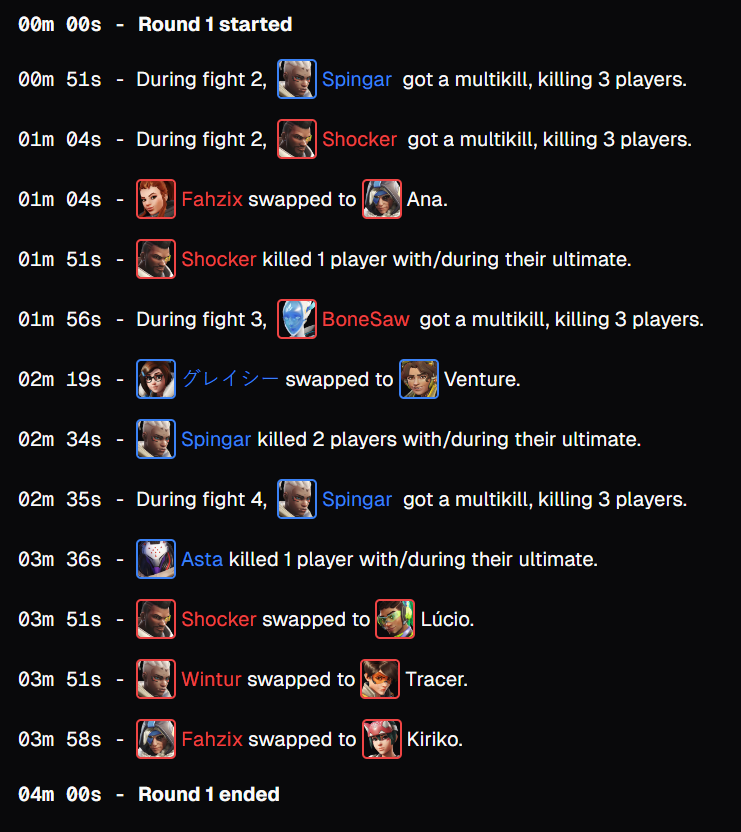 00m 00s - Round 1 started
00m 51s - During fight 2, Spingar got a multikill, killing 3 players.
01m 04s - During fight 2, Shocker got a multikill, killing 3 players.
01m 04s - Fahzix swapped to Ana.
01m 51s - Shocker killed 1 player with/during their ultimate.
01m 56s - During fight 3, BoneSaw got a multikill, killing 3 players.
02m 19s - グレイシー swapped to Venture.
02m 34s - Spingar killed 2 players with/during their ultimate.
02m 35s - During fight 4, Spingar got a multikill, killing 3 players.
03m 36s - Asta killed 1 player with/during their ultimate.
03m 51s - Shocker swapped to Lúcio.
03m 51s - Wintur swapped to Tracer.
03m 58s - Fahzix swapped to Kiriko.
04m 00s - Round 1 ended